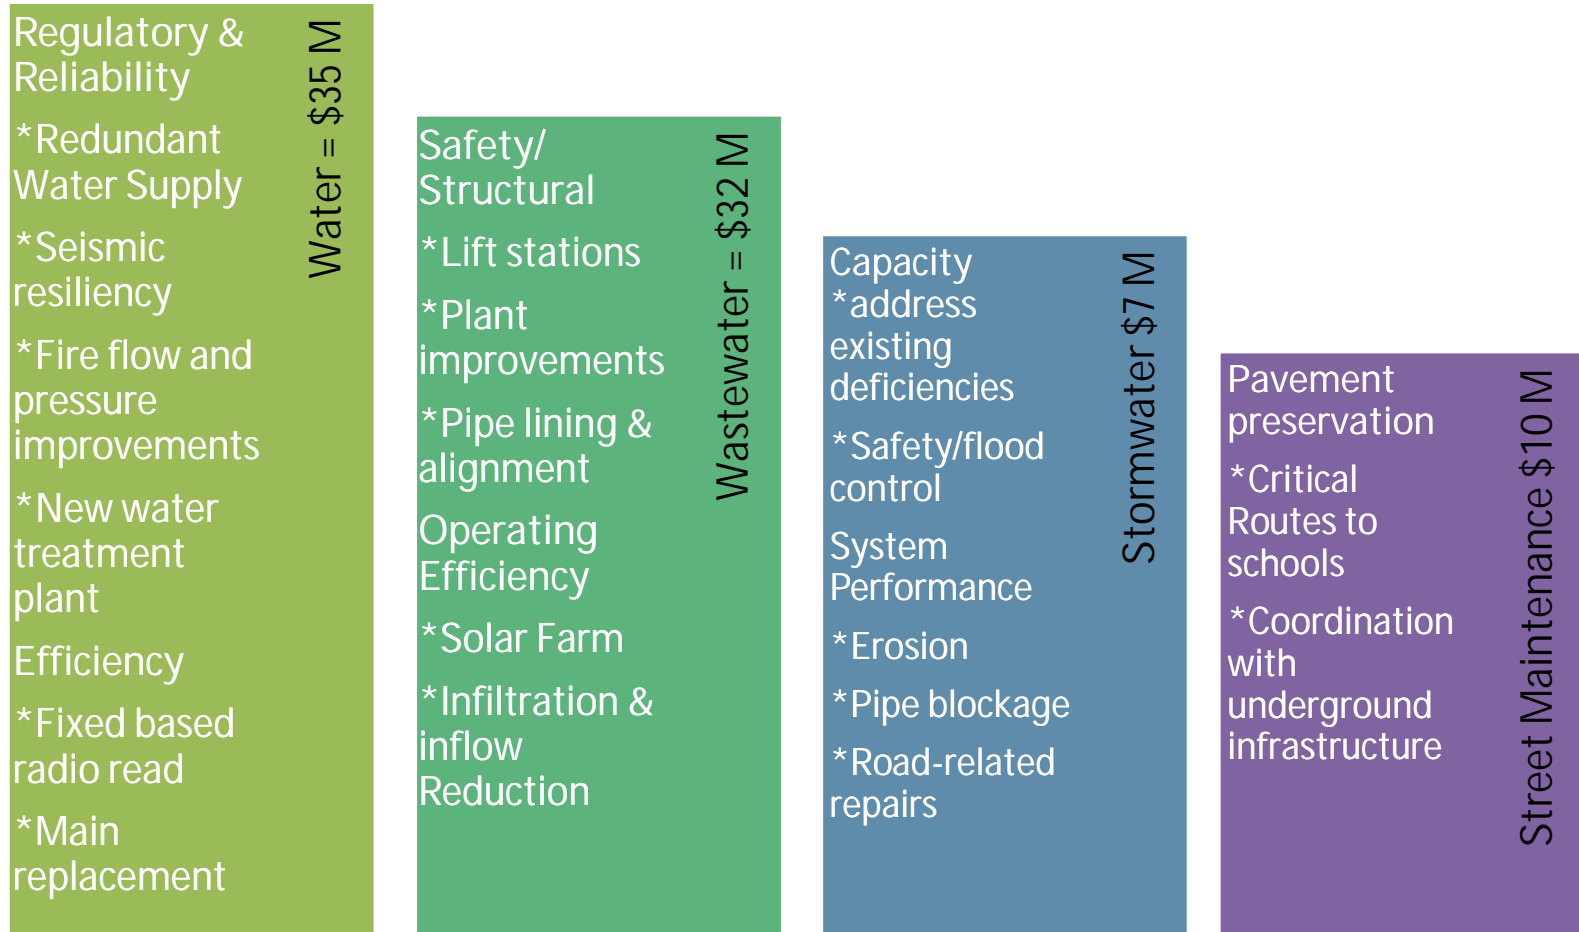 Regulatory &
Reliability
*Redundant
Water Supply
*Seismic
resiliency
*Fire flow and
pressure
improvements
*New water
treatment
plant
Efficiency
*Fixed based
radio read
*Main
replacement
Water = $35 M
Safety/
Structural
*Lift stations
*Plant
improvements
*Pipe lining &
alignment
Operating
Efficiency
*Solar Farm
*Infiltration &
inflow
Reduction
Wastewater = $32 M
Capacity
*address
existing
deficiencies
*Safety/flood
control
System
Performance
*Erosion
*Pipe blockage
*Road-related
repairs
Stormwater $7 M
Pavement
preservation
*Critical
Routes to
schools
*Coordination
with
underground
infrastructure
Street Maintenance $10 M